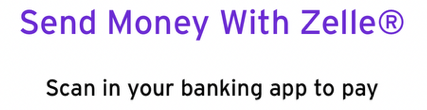 Send Money With Zelle®
Scan in your banking app to pay